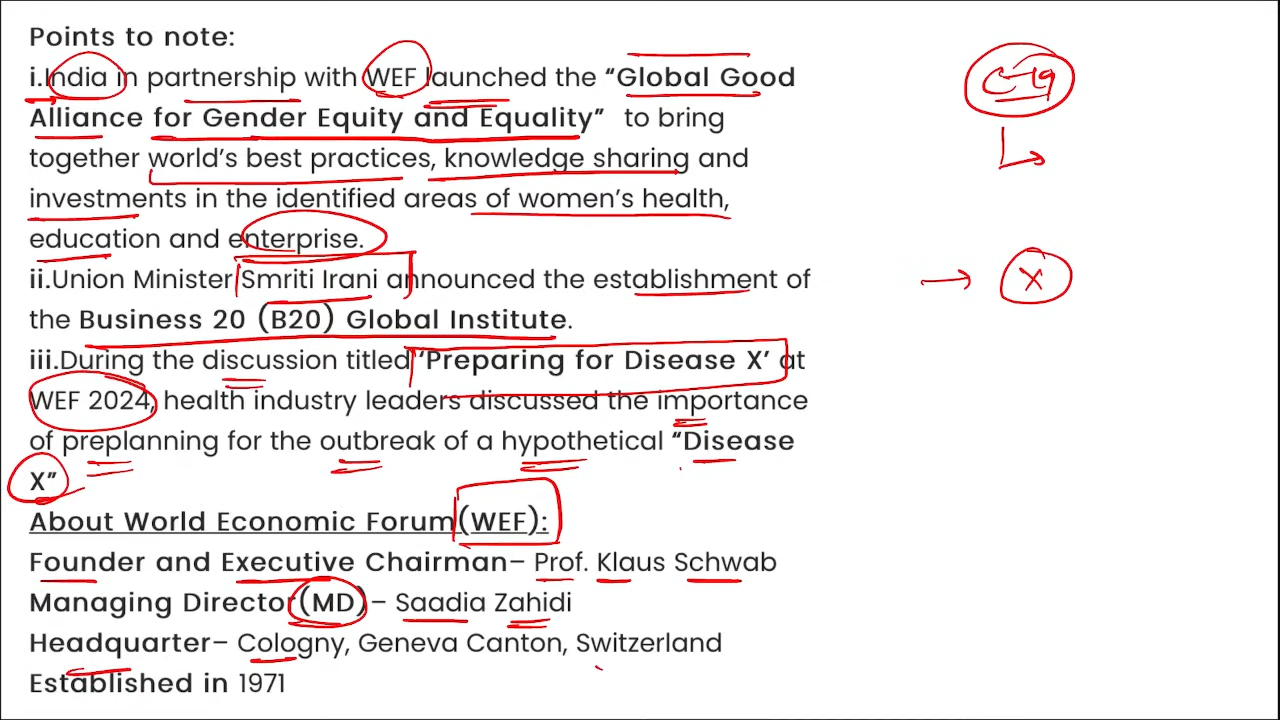 Points to note:
i.India in partnership with WEF launched the “Global Good
Alliance for Gender Equity and Equality” to bring
together world’s best practices, knowledge sharing and
investments in the identified areas of women’s health,
education and enterprise.
ii.Union Minister Smriti Irani announced the establishment of
the Business 20 (B20) Global Institute.
iii.During the discussion titled ‘Preparing for Disease X’ at
WEF 2024, health industry leaders discussed the importance
of preplanning for the outbreak of a hypothetical “Disease
X”
About World Economic Forum(WEF):
Founder and Executive Chairman– Prof. Klaus Schwab
Managing Director(MD) – Saadia Zahidi
Headquarter– Cologny, Geneva Canton, Switzerland
Established in 1971
C-19
X